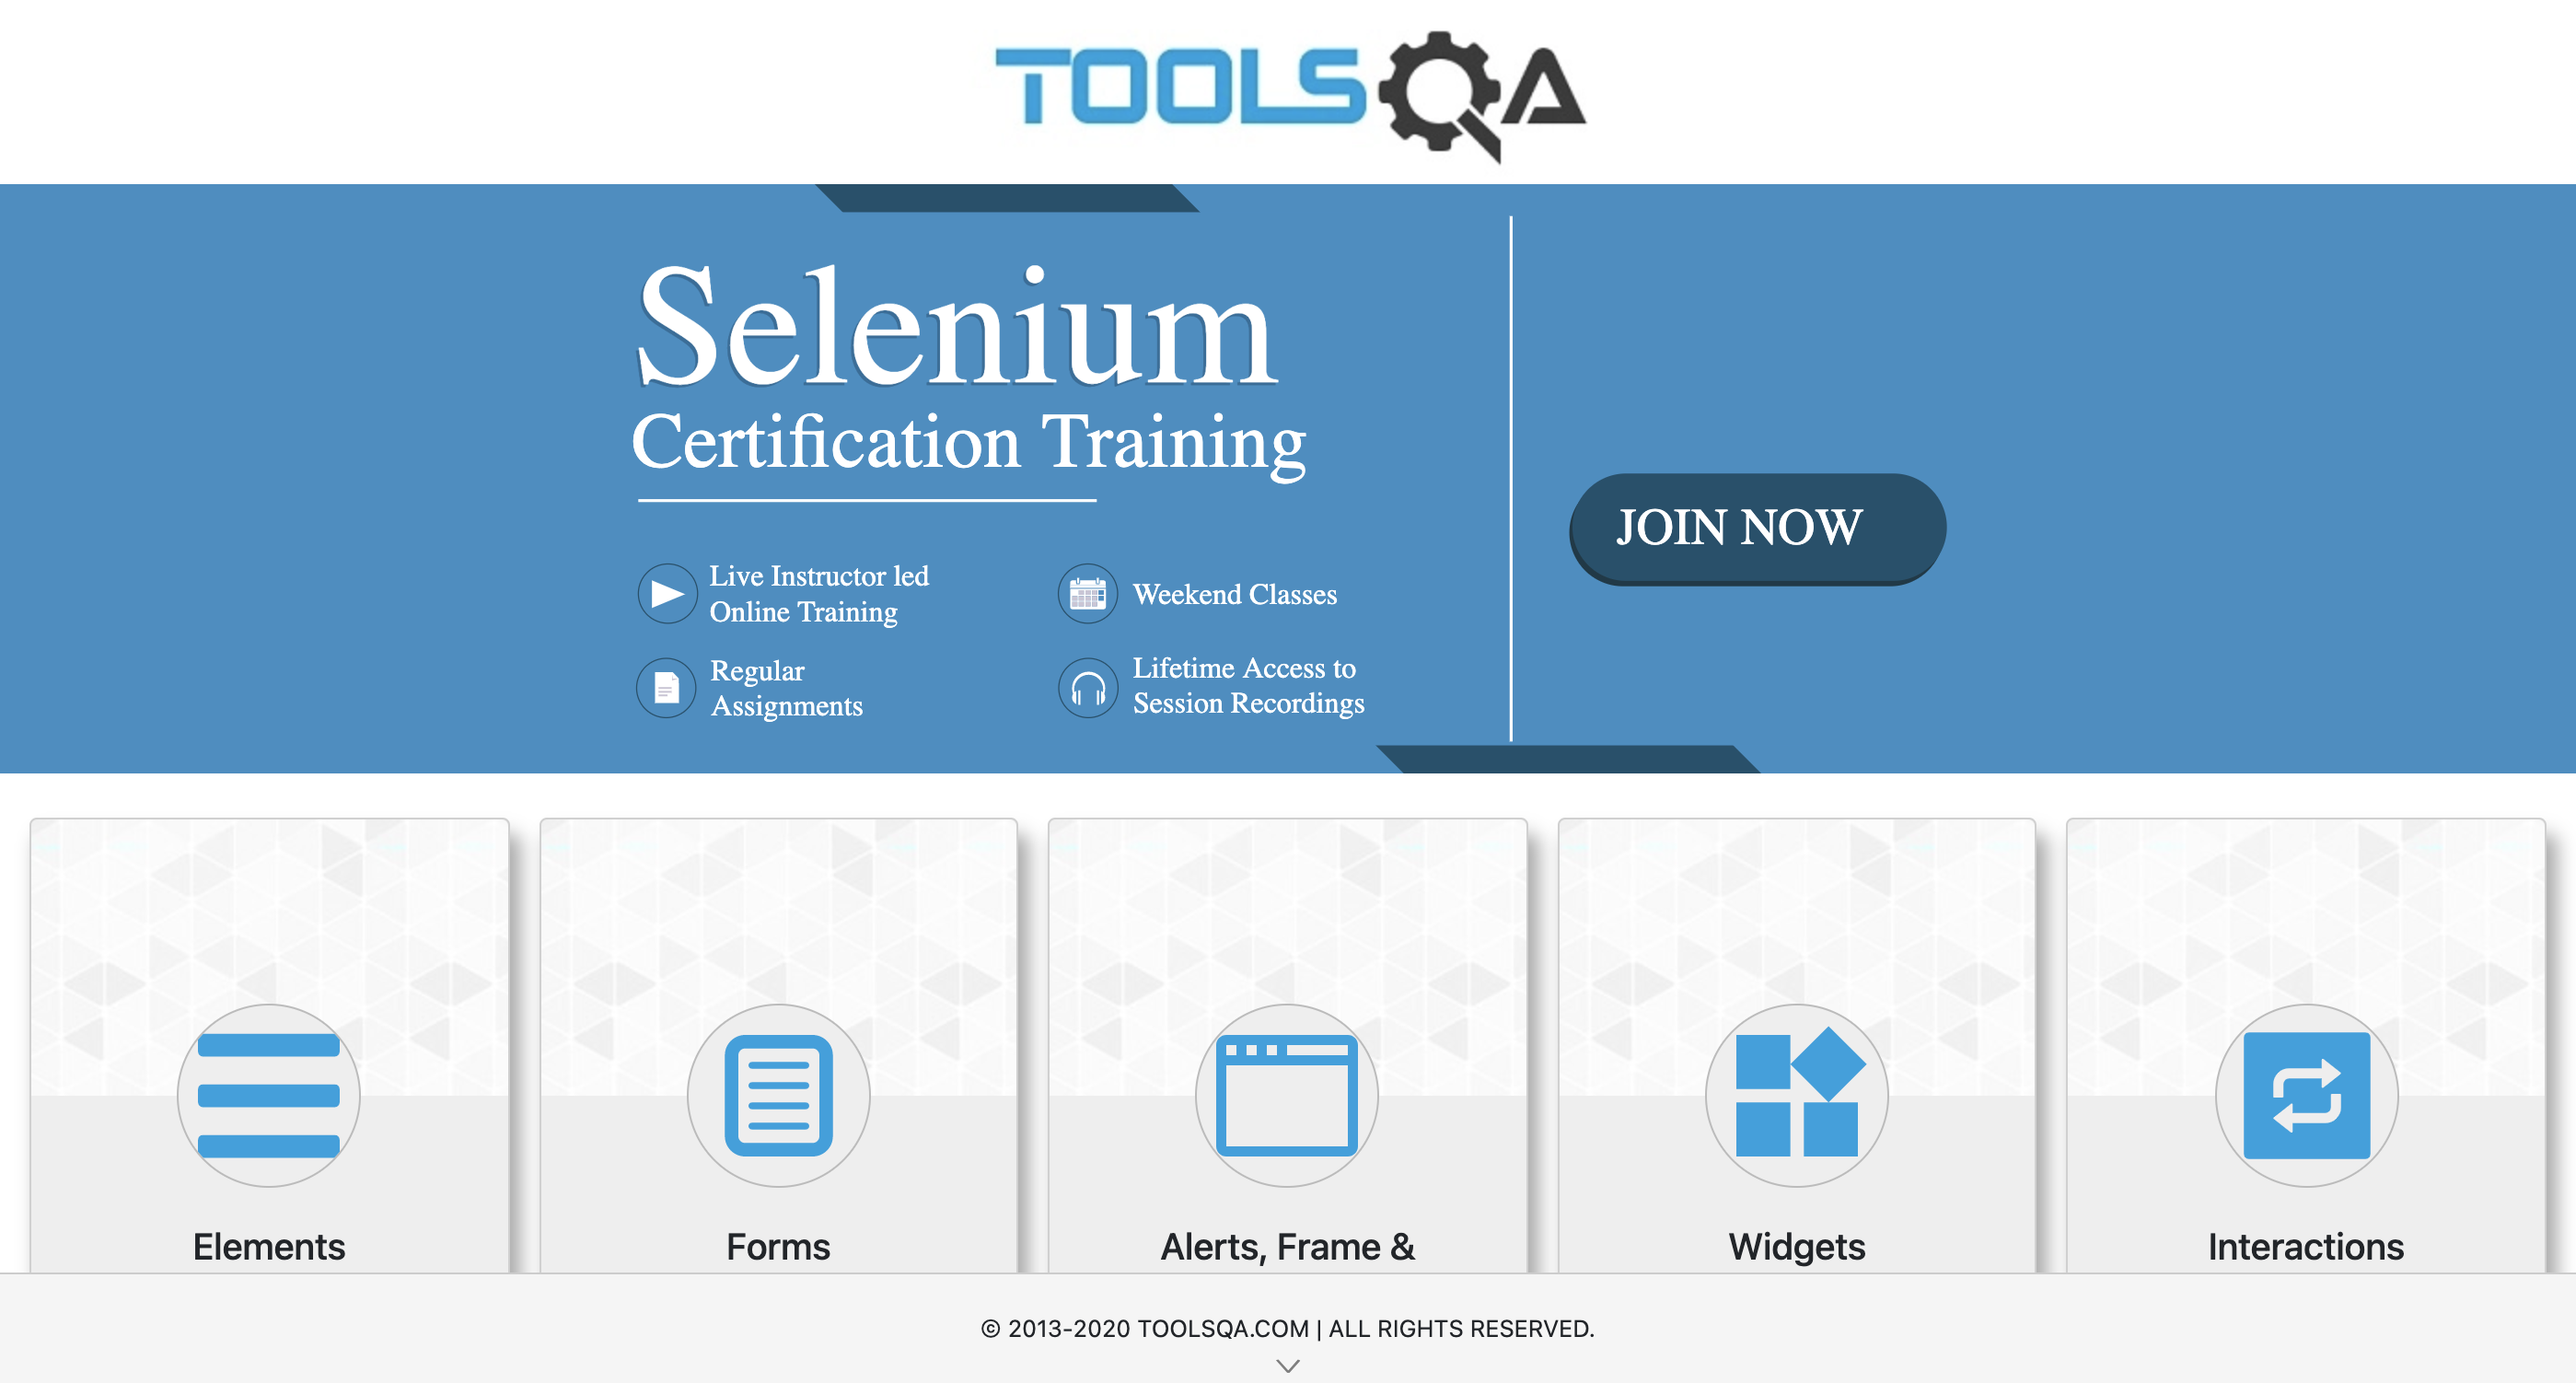 TOOLSQA
Selenium
Certification Training
Live Instructor led
Online Training
Weekend Classes
Regular
Assignments
Lifetime Access to
Session Recordings
JOIN NOW
Elements
Forms
Alerts, Frame &
Widgets
Interactions
© 2013-2020 TOOLSQA.COM | ALL RIGHTS RESERVED.